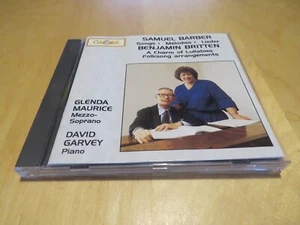 SAMUEL BARBER
Songs • Mélodies • Lieder
BENJAMIN BRITTEN
A Charm of Lullabies
Folksong arrangements
GLENDA
MAURICE
Mezzo-
Soprano
DAVID
GARVEY
Piano